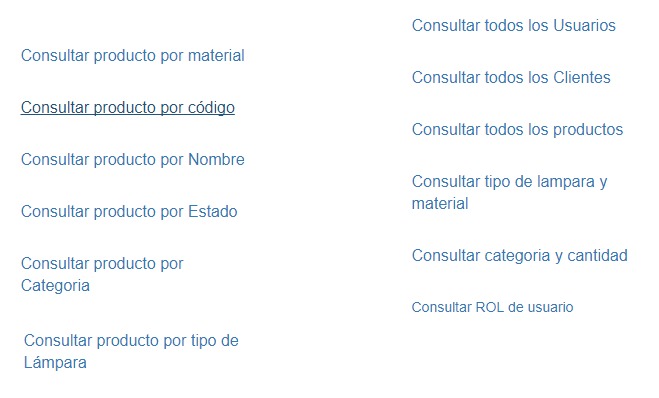 Consultar producto por material
Consultar producto por código
Consultar producto por Nombre
Consultar producto por Estado
Consultar producto por
Categoria
Consultar producto por tipo de
Lámpara
Consultar todos los Usuarios
Consultar todos los Clientes
Consultar todos los productos
Consultar tipo de lampara y
material
Consultar categoria y cantidad
Consultar ROL de usuario